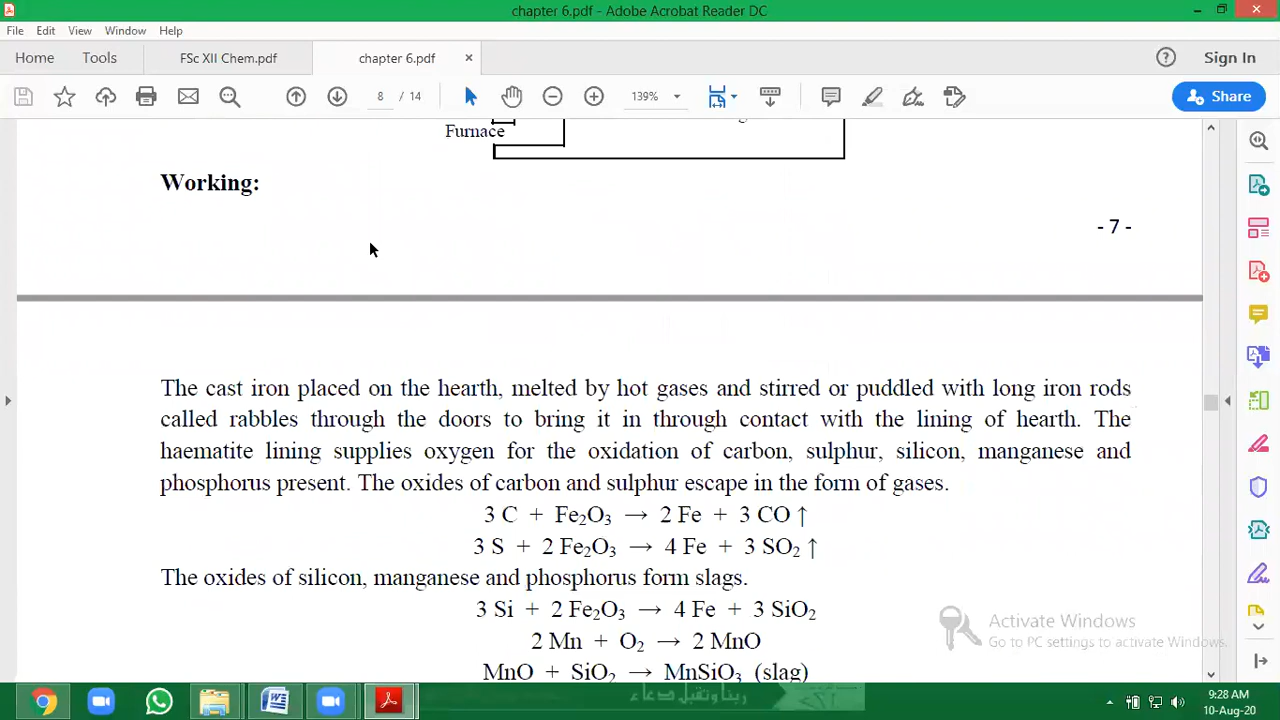 chapter 6.pdf - Adobe Acrobat Reader DC
File Edit View Window Help
Home Tools FSc XII Chem.pdf chapter 6.pdf × Sign In
8 / 14 139% Share
Furnace
Working:
- 7 -
The cast iron placed on the hearth, melted by hot gases and stirred or puddled with long iron rods
called rabbles through the doors to bring it in through contact with the lining of hearth. The
haematite lining supplies oxygen for the oxidation of carbon, sulphur, silicon, manganese and
phosphorus present. The oxides of carbon and sulphur escape in the form of gases.
3 C + Fe₂O₃ → 2 Fe + 3 CO ↑
3 S + 2 Fe₂O₃ → 4 Fe + 3 SO₂ ↑
The oxides of silicon, manganese and phosphorus form slags.
3 Si + 2 Fe₂O₃ → 4 Fe + 3 SiO₂
2 Mn + O₂ → 2 MnO
MnO + SiO₂ → MnSiO₃ (slag)
Activate Windows
Go to PC settings to activate Windows.
ربنا وتقبل دعاء
9:28 AM
10-Aug-20